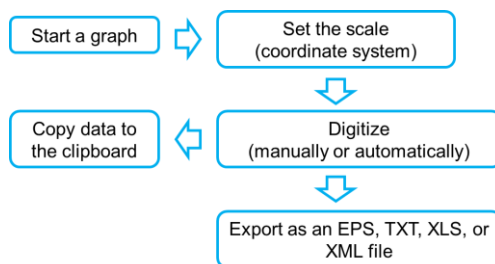 Start a graph
Set the scale
(coordinate system)
Copy data to
the clipboard
Digitize
(manually or automatically)
Export as an EPS, TXT, XLS, or
XML file